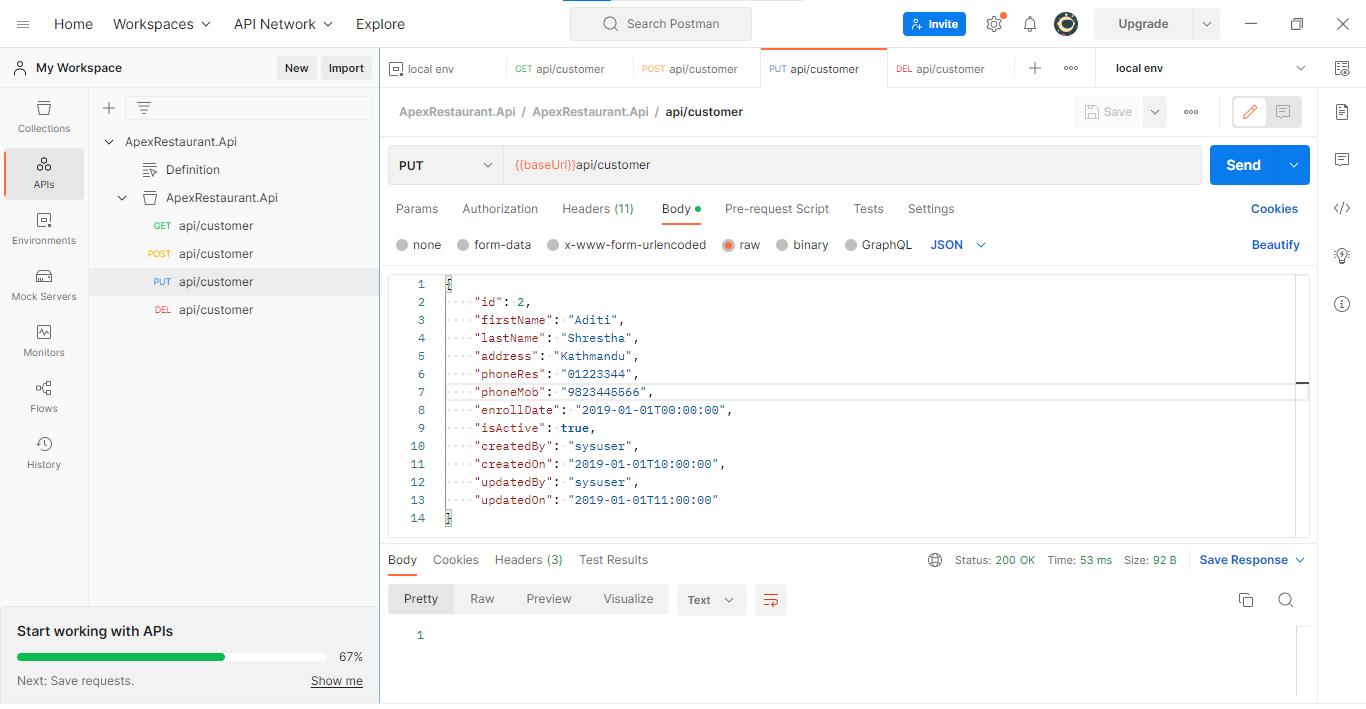 Home Workspaces API Network Explore Search Postman Invite Upgrade
My Workspace New Import
local env GET api/customer POST api/customer PUT api/customer DEL api/customer local env
Collections
APIs
Environments
Mock Servers
Monitors
Flows
History
ApexRestaurant.Api
Definition
ApexRestaurant.Api
GET api/customer
POST api/customer
PUT api/customer
DEL api/customer
Start working with APIs
67%
Next: Save requests. Show me
ApexRestaurant.Api / ApexRestaurant.Api / api/customer Save
PUT {{baseUrl}}api/customer Send
Params Authorization Headers (11) Body Pre-request Script Tests Settings Cookies
none form-data x-www-form-urlencoded raw binary GraphQL JSON Beautify
1 {
2 "id": 2,
3 "firstName": "Aditi",
4 "lastName": "Shrestha",
5 "address": "Kathmandu",
6 "phoneRes": "01223344",
7 "phoneMob": "9823445566",
8 "enrollDate": "2019-01-01T00:00:00",
9 "isActive": true,
10 "createdBy": "sysuser",
11 "createdOn": "2019-01-01T10:00:00",
12 "updatedBy": "sysuser",
13 "updatedOn": "2019-01-01T11:00:00"
14 }
Body Cookies Headers (3) Test Results Status: 200 OK Time: 53 ms Size: 92 B Save Response
Pretty Raw Preview Visualize Text
1